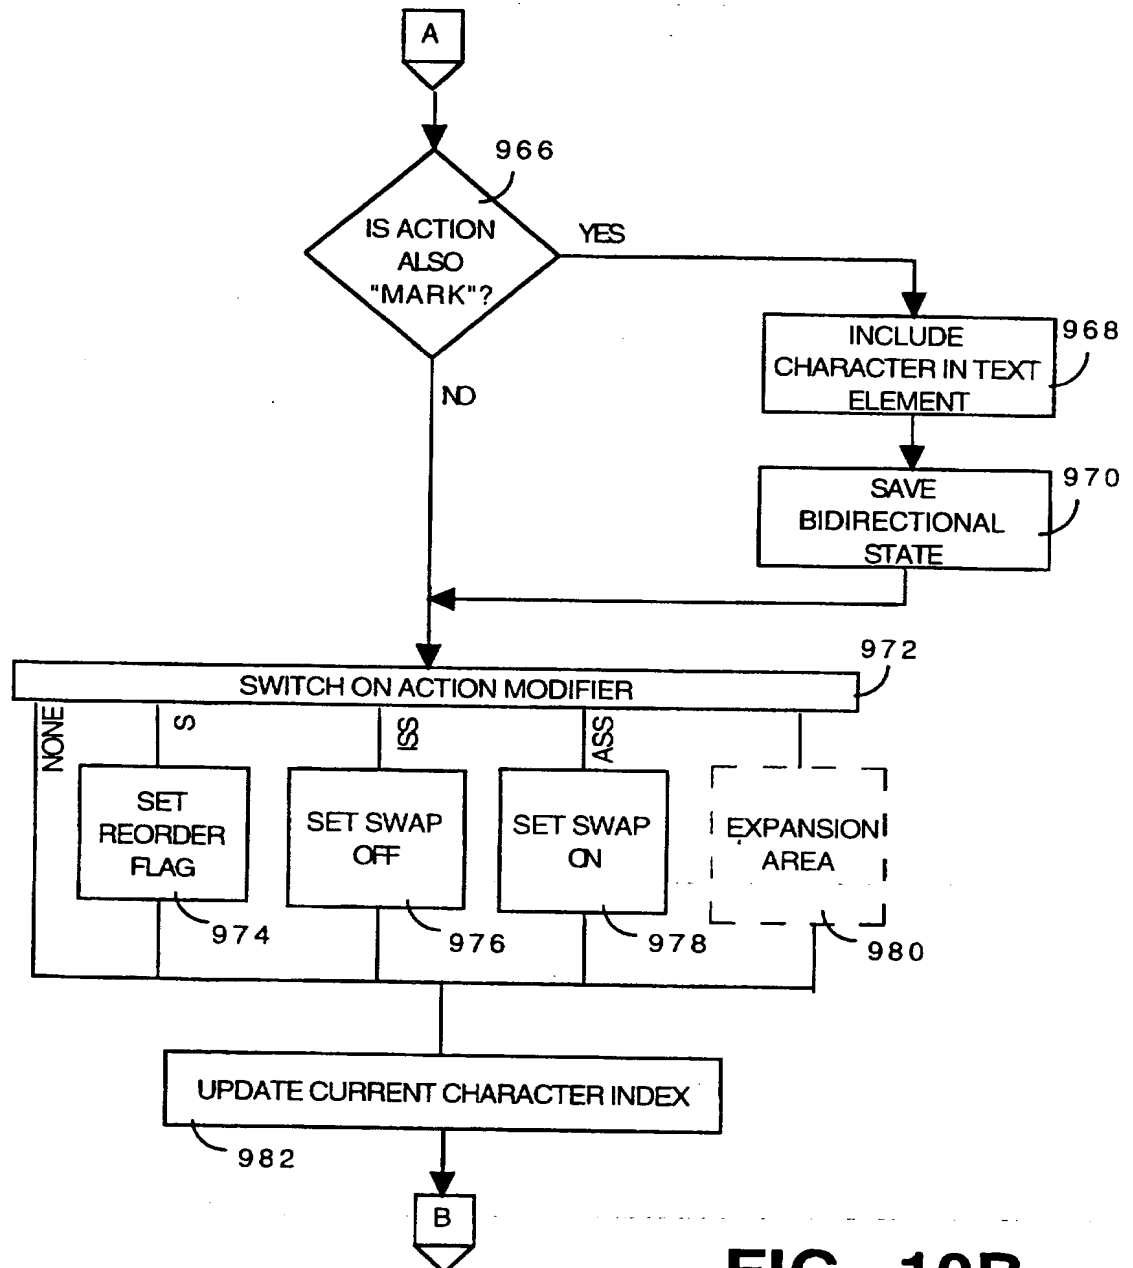 A
966
IS ACTION
ALSO
"MARK"?
YES
NO
INCLUDE
CHARACTER IN TEXT
ELEMENT
968
SAVE
BIDIRECTIONAL
STATE
970
972
SWITCH ON ACTION MODIFIER
NONE
S
ISS
ASS
SET
REORDER
FLAG
974
SET SWAP
OFF
976
SET SWAP
ON
978
EXPANSION
AREA
980
UPDATE CURRENT CHARACTER INDEX
982
B
FIG. 10B